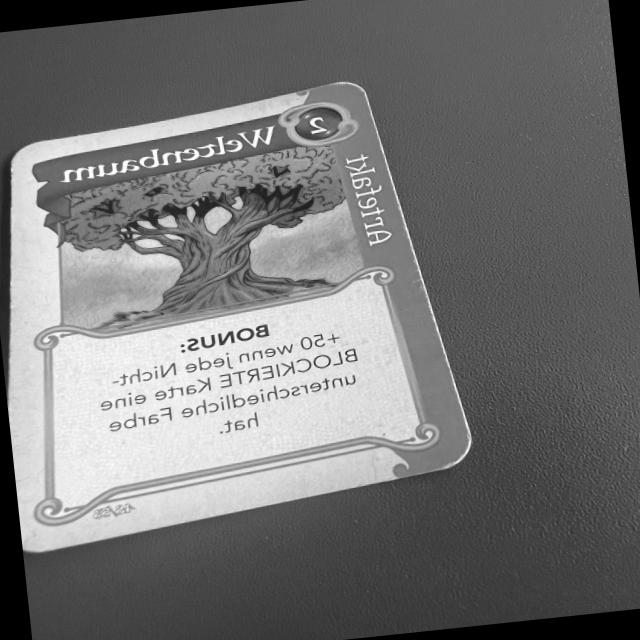 2
Weltenbaum
Artefakt
BONUS:
+50 wenn jede Nicht-
BLOCKIERTE Karte eine
unterschiedliche Farbe
hat.